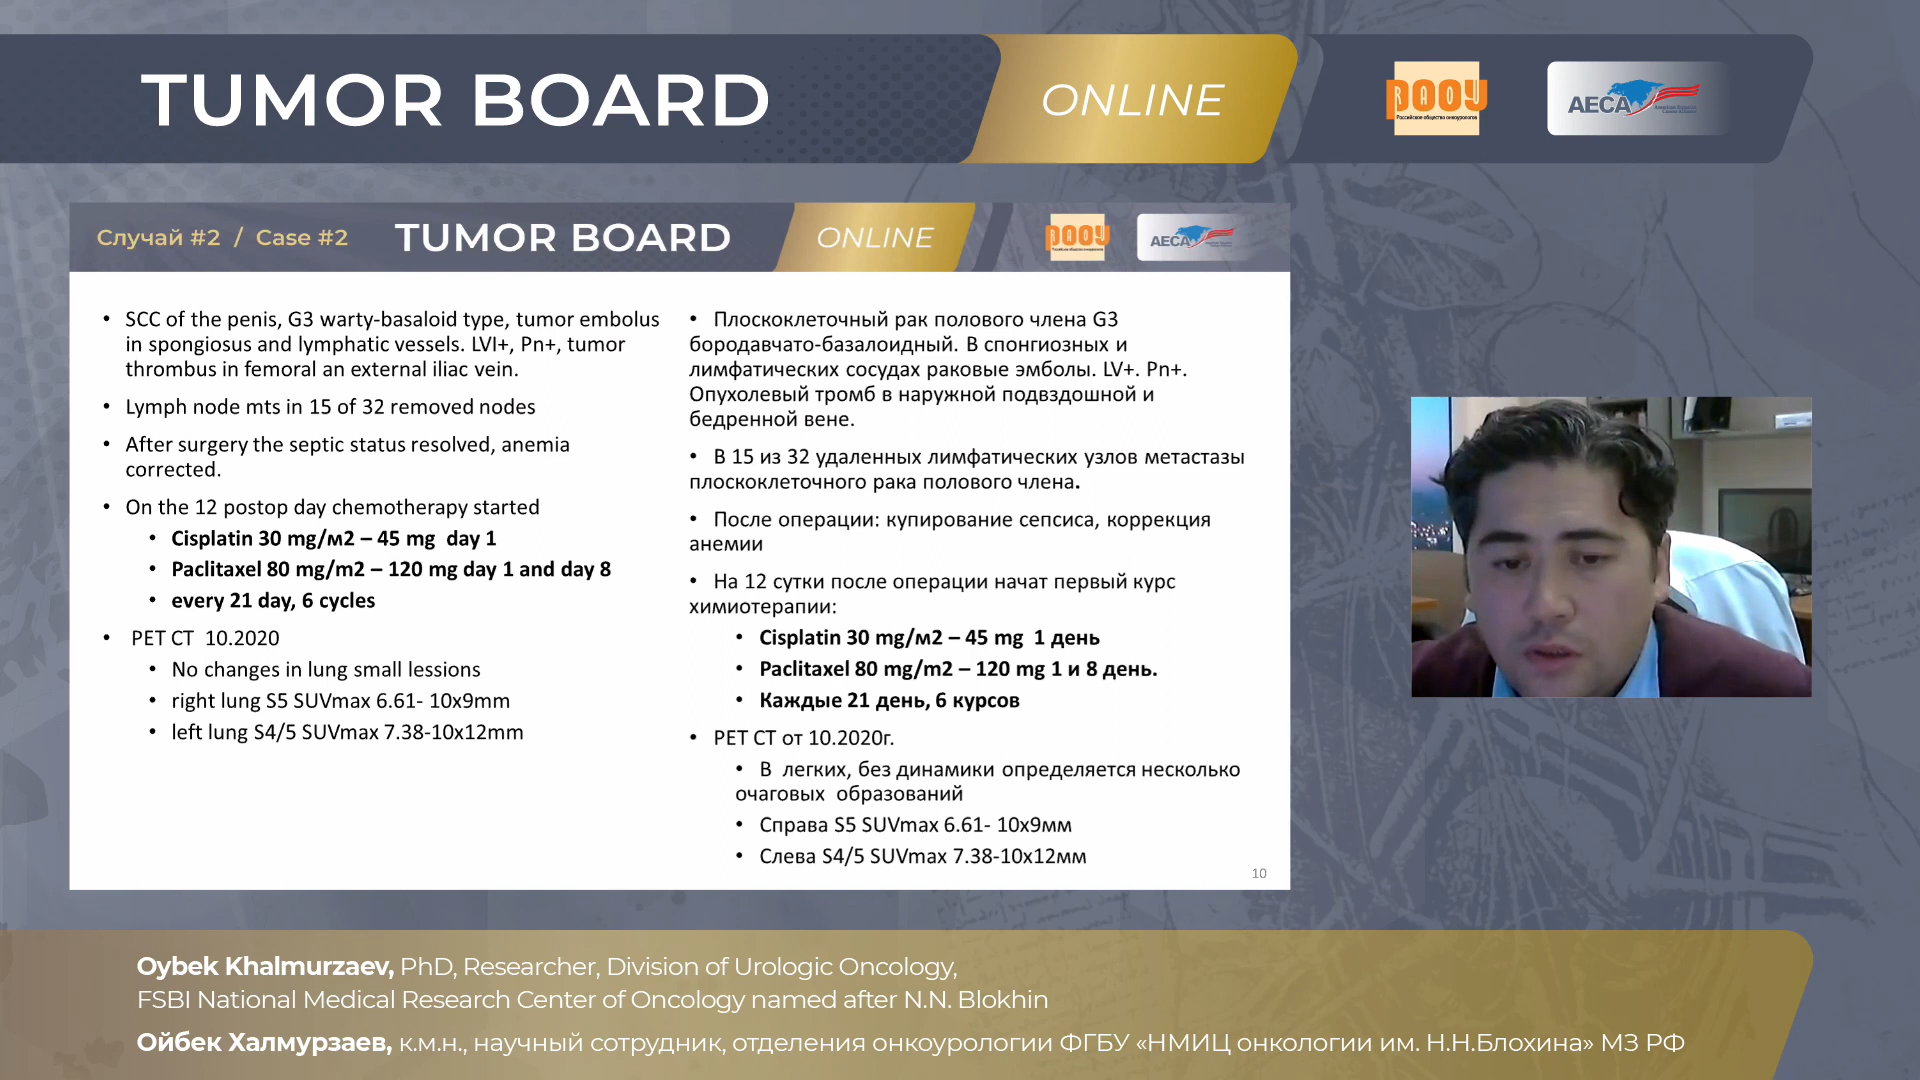 TUMOR BOARD
ONLINE
РООУ
Российское общество онкоурологов
AECA
Случай #2 / Case #2
TUMOR BOARD
ONLINE
РООУ
AECA
• SCC of the penis, G3 warty-basaloid type, tumor embolus
in spongiosus and lymphatic vessels. LVI+, Pn+, tumor
thrombus in femoral an external iliac vein.
• Lymph node mts in 15 of 32 removed nodes
• After surgery the septic status resolved, anemia
corrected.
• On the 12 postop day chemotherapy started
• Cisplatin 30 mg/м2 – 45 mg day 1
• Paclitaxel 80 mg/m2 – 120 mg day 1 and day 8
• every 21 day, 6 cycles
• PET CT 10.2020
• No changes in lung small lessions
• right lung S5 SUVmax 6.61- 10x9mm
• left lung S4/5 SUVmax 7.38-10x12mm
• Плоскоклеточный рак полового члена G3
бородавчато-базалоидный. В спонгиозных и
лимфатических сосудах раковые эмболы. LV+. Pn+.
Опухолевый тромб в наружной подвздошной и
бедренной вене.
• В 15 из 32 удаленных лимфатических узлов метастазы
плоскоклеточного рака полового члена.
• После операции: купирование сепсиса, коррекция
анемии
• На 12 сутки после операции начат первый курс
химиотерапии:
• Cisplatin 30 mg/м2 – 45 mg 1 день
• Paclitaxel 80 mg/m2 – 120 mg 1 и 8 день.
• Каждые 21 день, 6 курсов
• PET CT от 10.2020г.
• В легких, без динамики определяется несколько
очаговых образований
• Справа S5 SUVmax 6.61- 10x9мм
• Слева S4/5 SUVmax 7.38-10x12мм
10
Oybek Khalmurzaev, PhD, Researcher, Division of Urologic Oncology,
FSBI National Medical Research Center of Oncology named after N.N. Blokhin
Ойбек Халмурзаев, к.м.н., научный сотрудник, отделения онкоурологии ФГБУ «НМИЦ онкологии им. Н.Н.Блохина» МЗ РФ